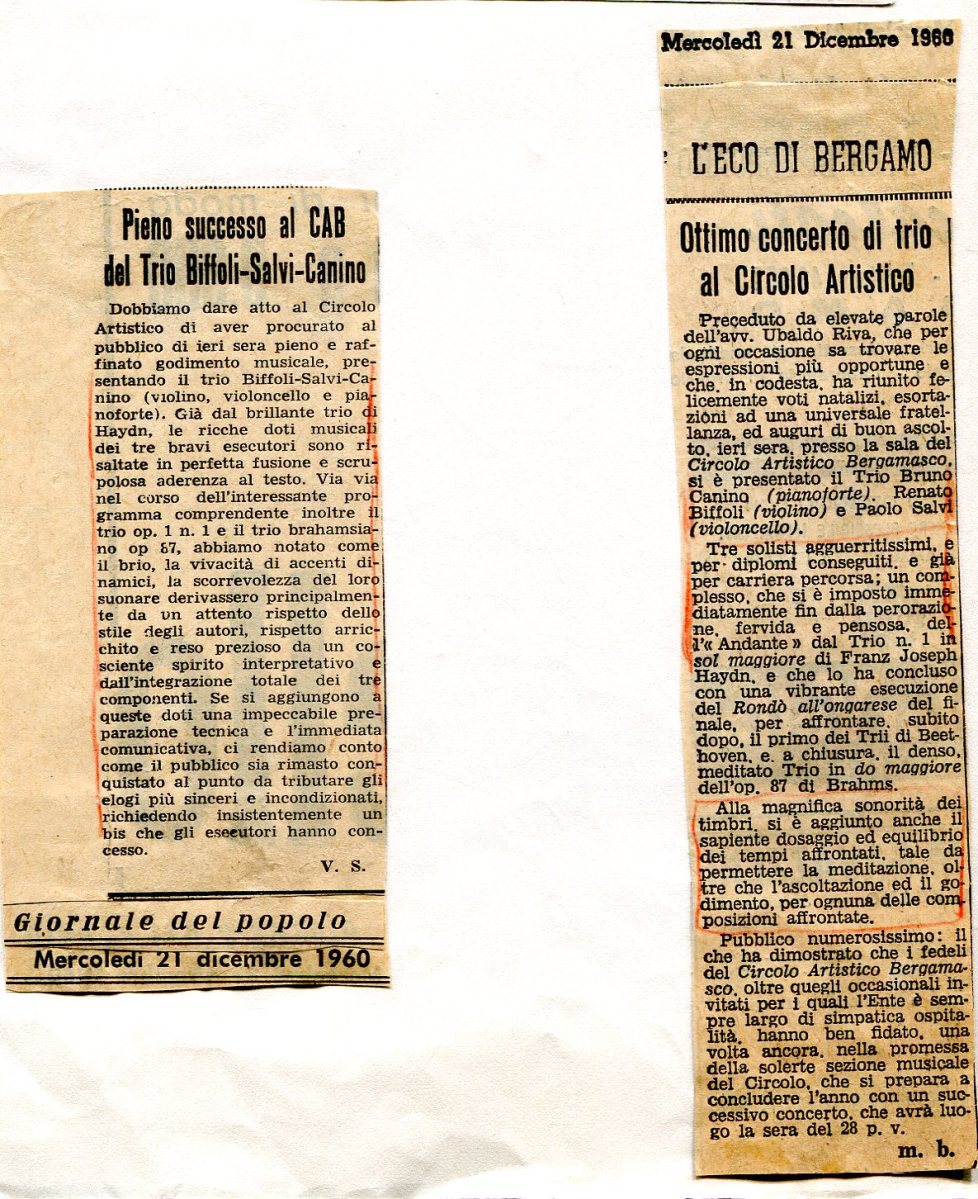 Pieno successo al CAB
del Trio Biffoli-Salvi-Canino
Dobbiamo dare atto al Circolo
Artistico di aver procurato al
pubblico di ieri sera pieno e raf-
finato godimento musicale, pre-
sentando il trio Biffoli-Salvi-Ca-
nino (violino, violoncello e pia-
noforte). Già dal brillante trio di
Haydn, le ricche doti musicali
dei tre bravi esecutori sono ri-
saltate in perfetta fusione e scru-
polosa aderenza al testo. Via via
nel corso dell'interessante pro-
gramma comprendente inoltre il
trio op. 1 n. 1 e il trio brahamsia-
no op 87, abbiamo notato come
il brio, la vivacità di accenti di-
namici, la scorrevolezza del loro
suonare derivassero principalmen-
te da un attento rispetto dello
stile degli autori, rispetto arric-
chito e reso prezioso da un co-
sciente spirito interpretativo e
dall'integrazione totale dei tre
componenti. Se si aggiungono a
queste doti una impeccabile pre-
parazione tecnica e l'immediata
comunicativa, ci rendiamo conto
come il pubblico sia rimasto con-
quistato al punto da tributare gli
elogi più sinceri e incondizionati,
richiedendo insistentemente un
bis che gli esecutori hanno con-
cesso.
V. S.
Giornale del popolo
Mercoledì 21 dicembre 1960
Mercoledì 21 Dicembre 1960
L'ECO DI BERGAMO
Ottimo concerto di trio
al Circolo Artistico
Preceduto da elevate parole
dell'avv. Ubaldo Riva, che per
ogni occasione sa trovare le
espressioni più opportune e
che, in codesta, ha riunito fe-
licemente voti natalizi, esorta-
zioni ad una universale fratel-
lanza, ed auguri di buon ascol-
to, ieri sera, presso la sala del
Circolo Artistico Bergamasco,
si è presentato il Trio Bruno
Canino (pianoforte), Renato
Biffoli (violino) e Paolo Salvi
(violoncello).
Tre solisti agguerritissimi, e
per diplomi conseguiti, e già
per carriera percorsa; un com-
plesso, che si è imposto imme-
diatamente fin dalla perorazio-
ne, fervida e pensosa, del-
l'« Andante » dal Trio n. 1 in
sol maggiore di Franz Joseph
Haydn, e che lo ha concluso
con una vibrante esecuzione
del Rondò all'ongarese del fi-
nale, per affrontare, subito
dopo, il primo dei Trii di Beet-
hoven, e, a chiusura, il denso,
meditato Trio in do maggiore
dell'op. 87 di Brahms.
Alla magnifica sonorità dei
timbri, si è aggiunto anche il
sapiente dosaggio ed equilibrio
dei tempi affrontati, tale da
permettere la meditazione, ol-
tre che l'ascoltazione ed il go-
dimento, per ognuna delle com-
posizioni affrontate.
Pubblico numerosissimo: il
che ha dimostrato che i fedeli
del Circolo Artistico Bergama-
sco, oltre quegli occasionali in-
vitati per i quali l'Ente è sem-
pre largo di simpatica ospita-
lità, hanno ben fidato, una
volta ancora, nella promessa
della solerte sezione musicale
del Circolo, che si prepara a
concludere l'anno con un suc-
cessivo concerto, che avrà luo-
go la sera del 28 p. v.
m. b.